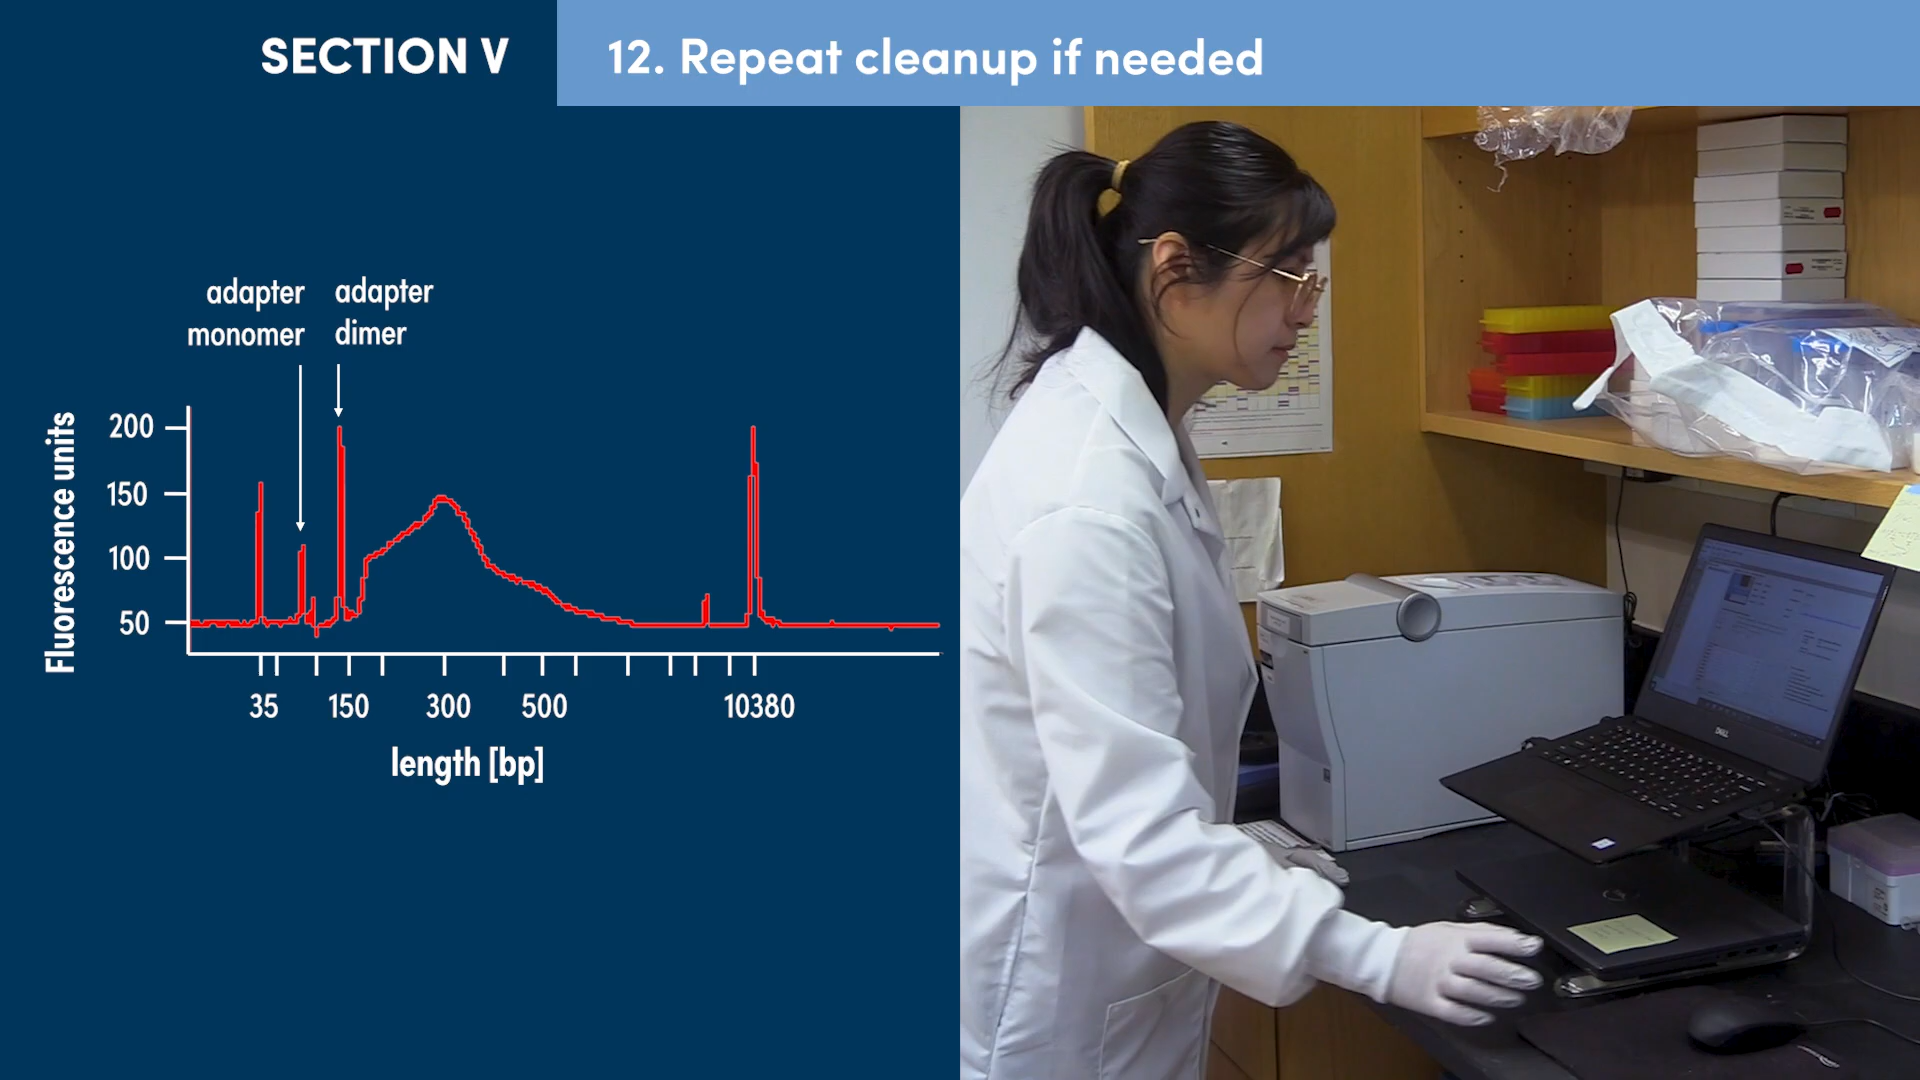 SECTION V
12. Repeat cleanup if needed
adapter
monomer
adapter
dimer
Fluorescence units
200
150
100
50
35
150
300
500
10380
length [bp]
DELL